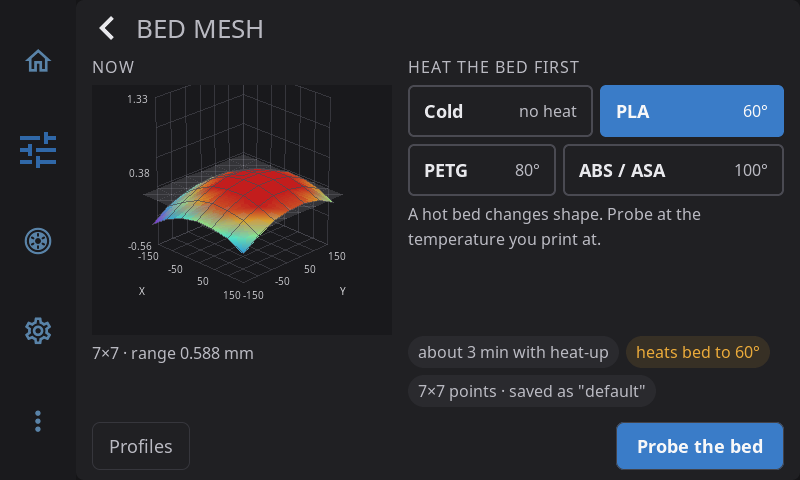 BED MESH
NOW
1.33
0.38
-0.56
-150
-50
50
150
-150
-50
50
150
X
Y
7×7 · range 0.588 mm
Profiles
HEAT THE BED FIRST
Cold no heat
PLA 60°
PETG 80°
ABS / ASA 100°
A hot bed changes shape. Probe at the
temperature you print at.
about 3 min with heat-up
heats bed to 60°
7×7 points · saved as "default"
Probe the bed